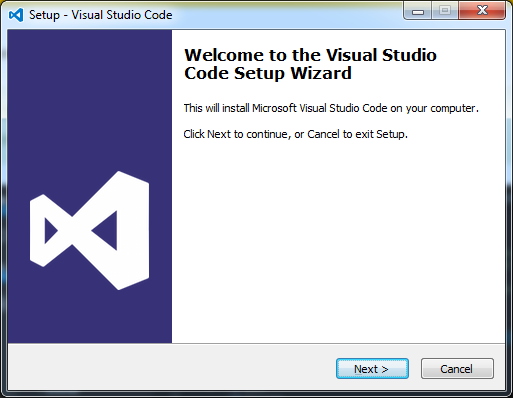 Setup - Visual Studio Code
Welcome to the Visual Studio
Code Setup Wizard
This will install Microsoft Visual Studio Code on your computer.
Click Next to continue, or Cancel to exit Setup.
Next >
Cancel